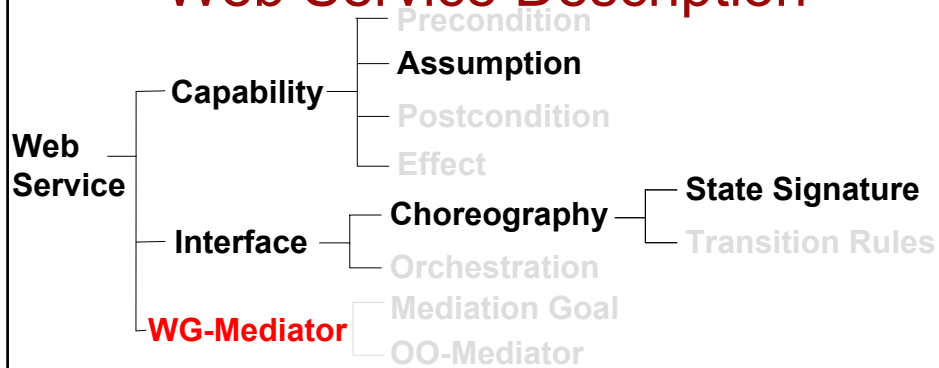 Web Service Description
Precondition
Assumption
Capability
Postcondition
Web
Service
Effect
State Signature
Choreography
Interface
Transition Rules
Orchestration
Mediation Goal
WG-Mediator
OO-Mediator